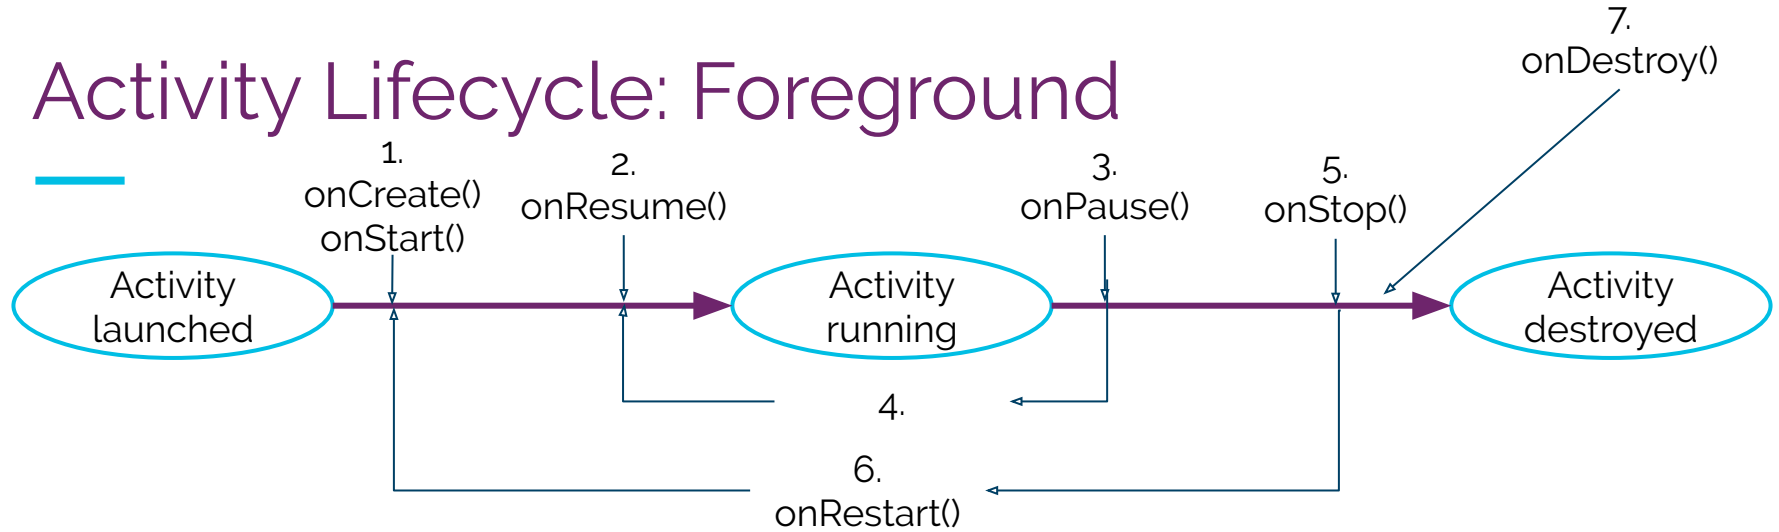 7.
onDestroy()
Activity Lifecycle: Foreground
1.
onCreate()
onStart()
2.
onResume()
3.
onPause()
5.
onStop()
Activity
launched
Activity
running
Activity
destroyed
4.
6.
onRestart()